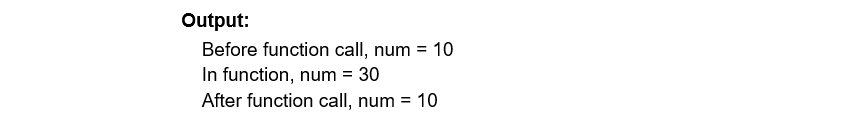 Output:
Before function call, num = 10
In function, num = 30
After function call, num = 10